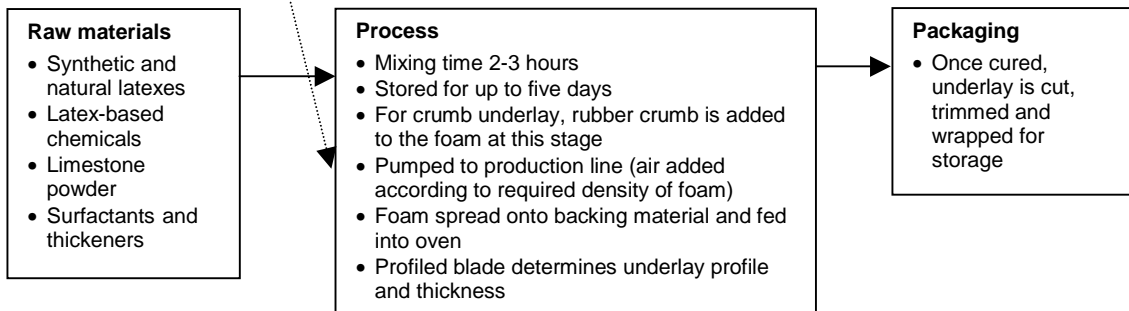 Raw materials
• Synthetic and
natural latexes
• Latex-based
chemicals
• Limestone
powder
• Surfactants and
thickeners
Process
• Mixing time 2-3 hours
• Stored for up to five days
• For crumb underlay, rubber crumb is added
to the foam at this stage
• Pumped to production line (air added
according to required density of foam)
• Foam spread onto backing material and fed
into oven
• Profiled blade determines underlay profile
and thickness
Packaging
• Once cured,
underlay is cut,
trimmed and
wrapped for
storage